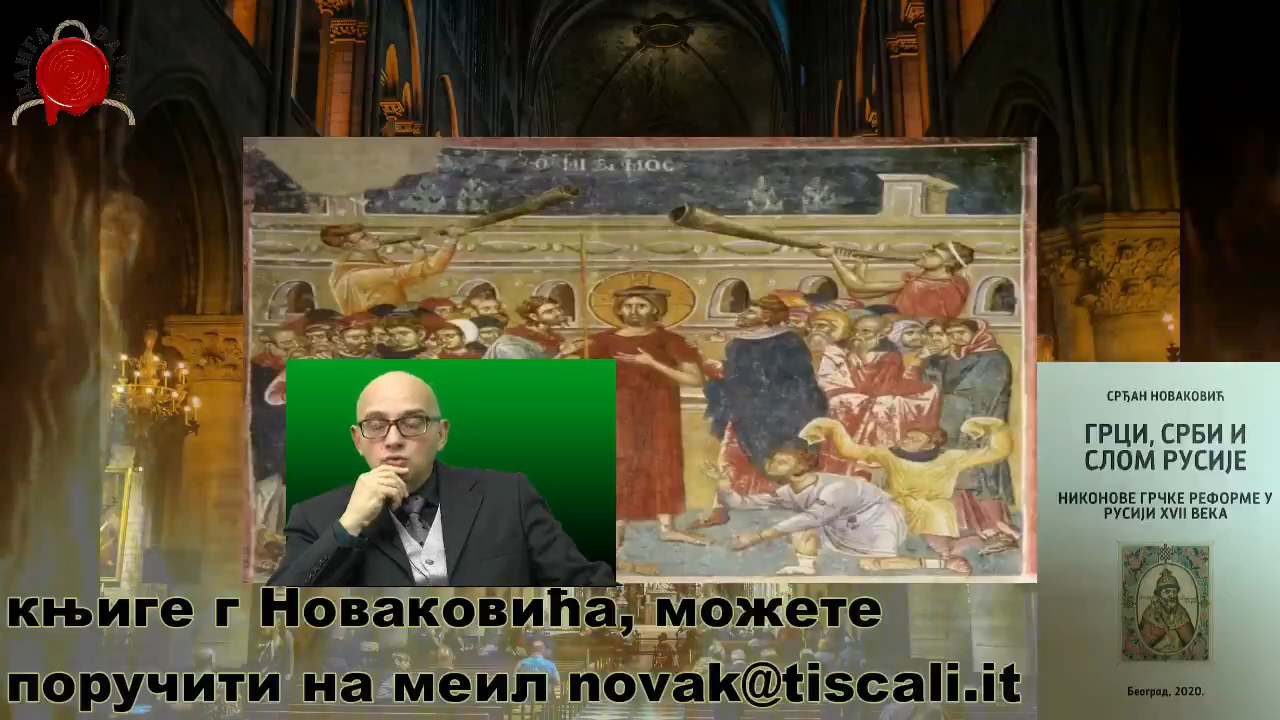 СРЂАН НОВАКОВИЋ
ГРЦИ, СРБИ И
СЛОМ РУСИЈЕ
НИКОНОВЕ ГРЧКЕ РЕФОРМЕ У
РУСИЈИ XVII ВЕКА
Београд, 2020.
књиге г Новаковића, можете
поручити на меил novak@tiscali.it